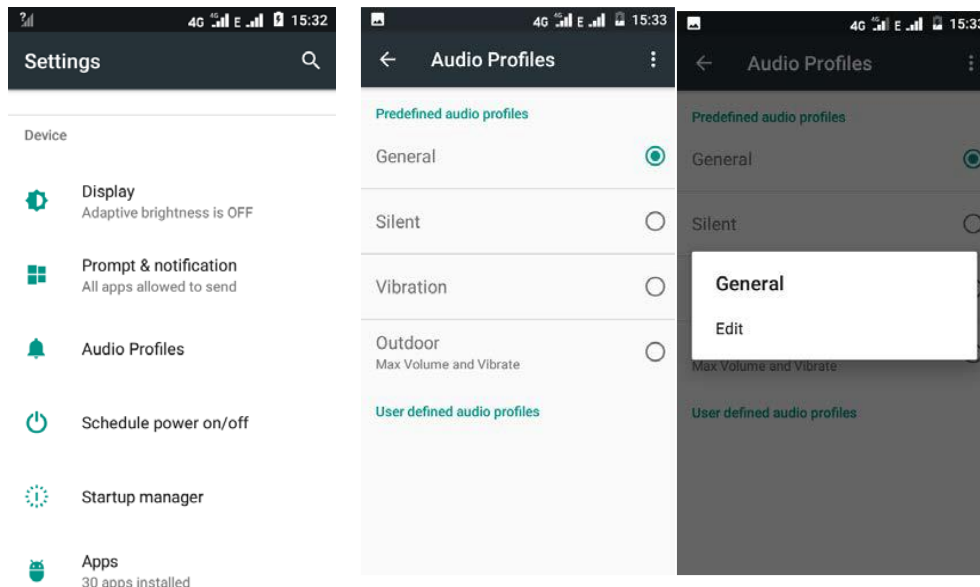 4G 4G E 15:32
Settings
Device
Display
Adaptive brightness is OFF
Prompt & notification
All apps allowed to send
Audio Profiles
Schedule power on/off
Startup manager
Apps
30 apps installed
4G 4G E 15:33
Audio Profiles
Predefined audio profiles
General
Silent
Vibration
Outdoor
Max Volume and Vibrate
User defined audio profiles
4G 4G E 15:33
Audio Profiles
Predefined audio profiles
General
Silent
General
Edit
Max Volume and Vibrate
User defined audio profiles